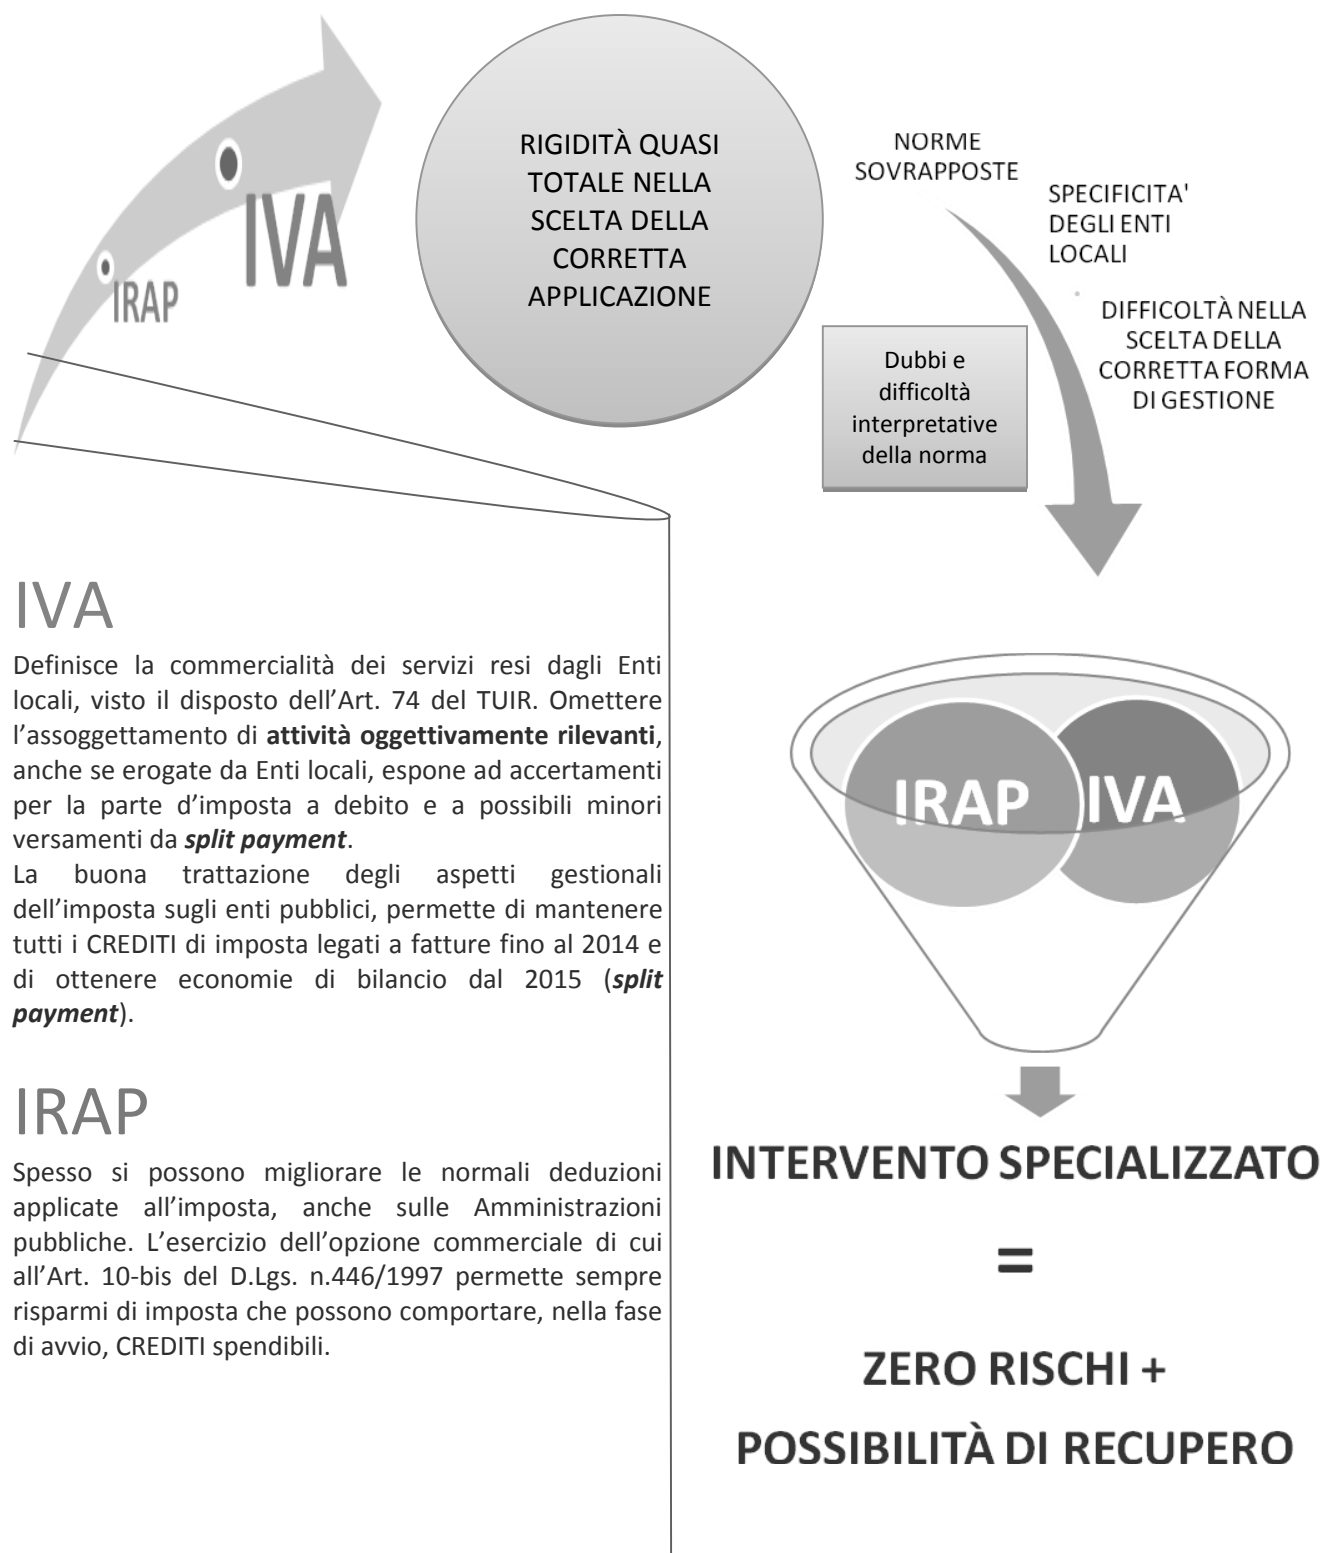 IVA
IRAP
RIGIDITÀ QUASI
TOTALE NELLA
SCELTA DELLA
CORRETTA
APPLICAZIONE
NORME
SOVRAPPOSTE
SPECIFICITA'
DEGLI ENTI
LOCALI
DIFFICOLTÀ NELLA
SCELTA DELLA
CORRETTA FORMA
DI GESTIONE
Dubbi e
difficoltà
interpretative
della norma
IVA
Definisce la commercialità dei servizi resi dagli Enti
locali, visto il disposto dell’Art. 74 del TUIR. Omettere
l’assoggettamento di attività oggettivamente rilevanti,
anche se erogate da Enti locali, espone ad accertamenti
per la parte d’imposta a debito e a possibili minori
versamenti da split payment.
La buona trattazione degli aspetti gestionali
dell’imposta sugli enti pubblici, permette di mantenere
tutti i CREDITI di imposta legati a fatture fino al 2014 e
di ottenere economie di bilancio dal 2015 (split
payment).
IRAP
Spesso si possono migliorare le normali deduzioni
applicate all’imposta, anche sulle Amministrazioni
pubbliche. L’esercizio dell’opzione commerciale di cui
all’Art. 10-bis del D.Lgs. n.446/1997 permette sempre
risparmi di imposta che possono comportare, nella fase
di avvio, CREDITI spendibili.
IRAP IVA
INTERVENTO SPECIALIZZATO
=
ZERO RISCHI +
POSSIBILITÀ DI RECUPERO